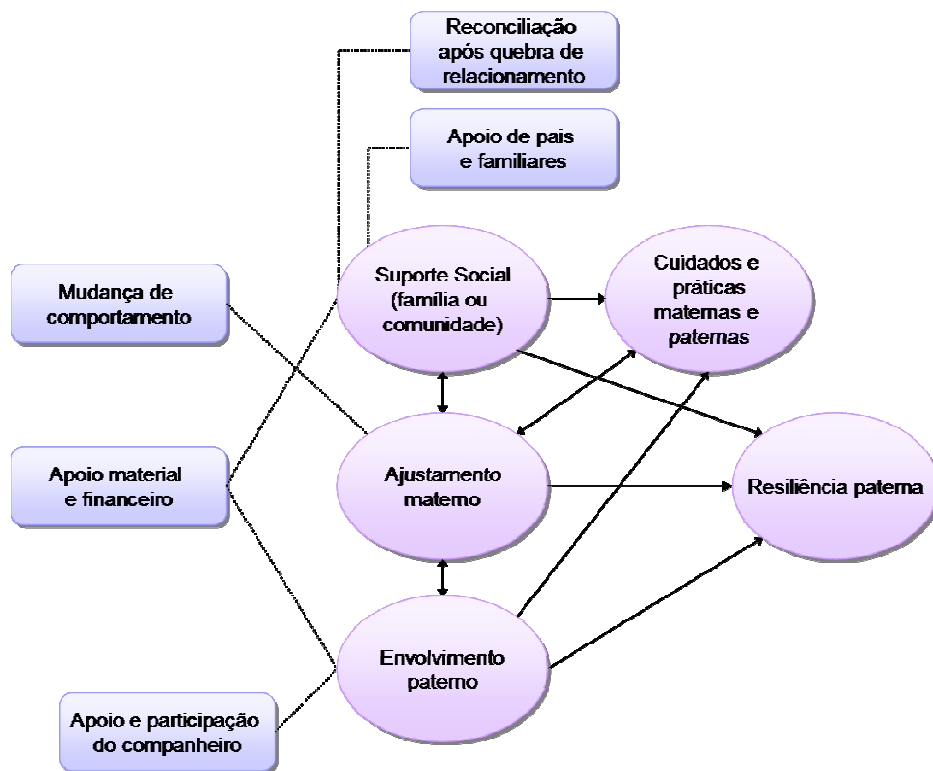 Reconciliação
após quebra de
relacionamento
Apoio de pais
e familiares
Suporte Social
(família ou
comunidade)
Cuidados e
práticas
maternas e
paternas
Mudança de
comportamento
Apoio material
e financeiro
Ajustamento
materno
Resiliência paterna
Envolvimento
paterno
Apoio e participação
do companheiro